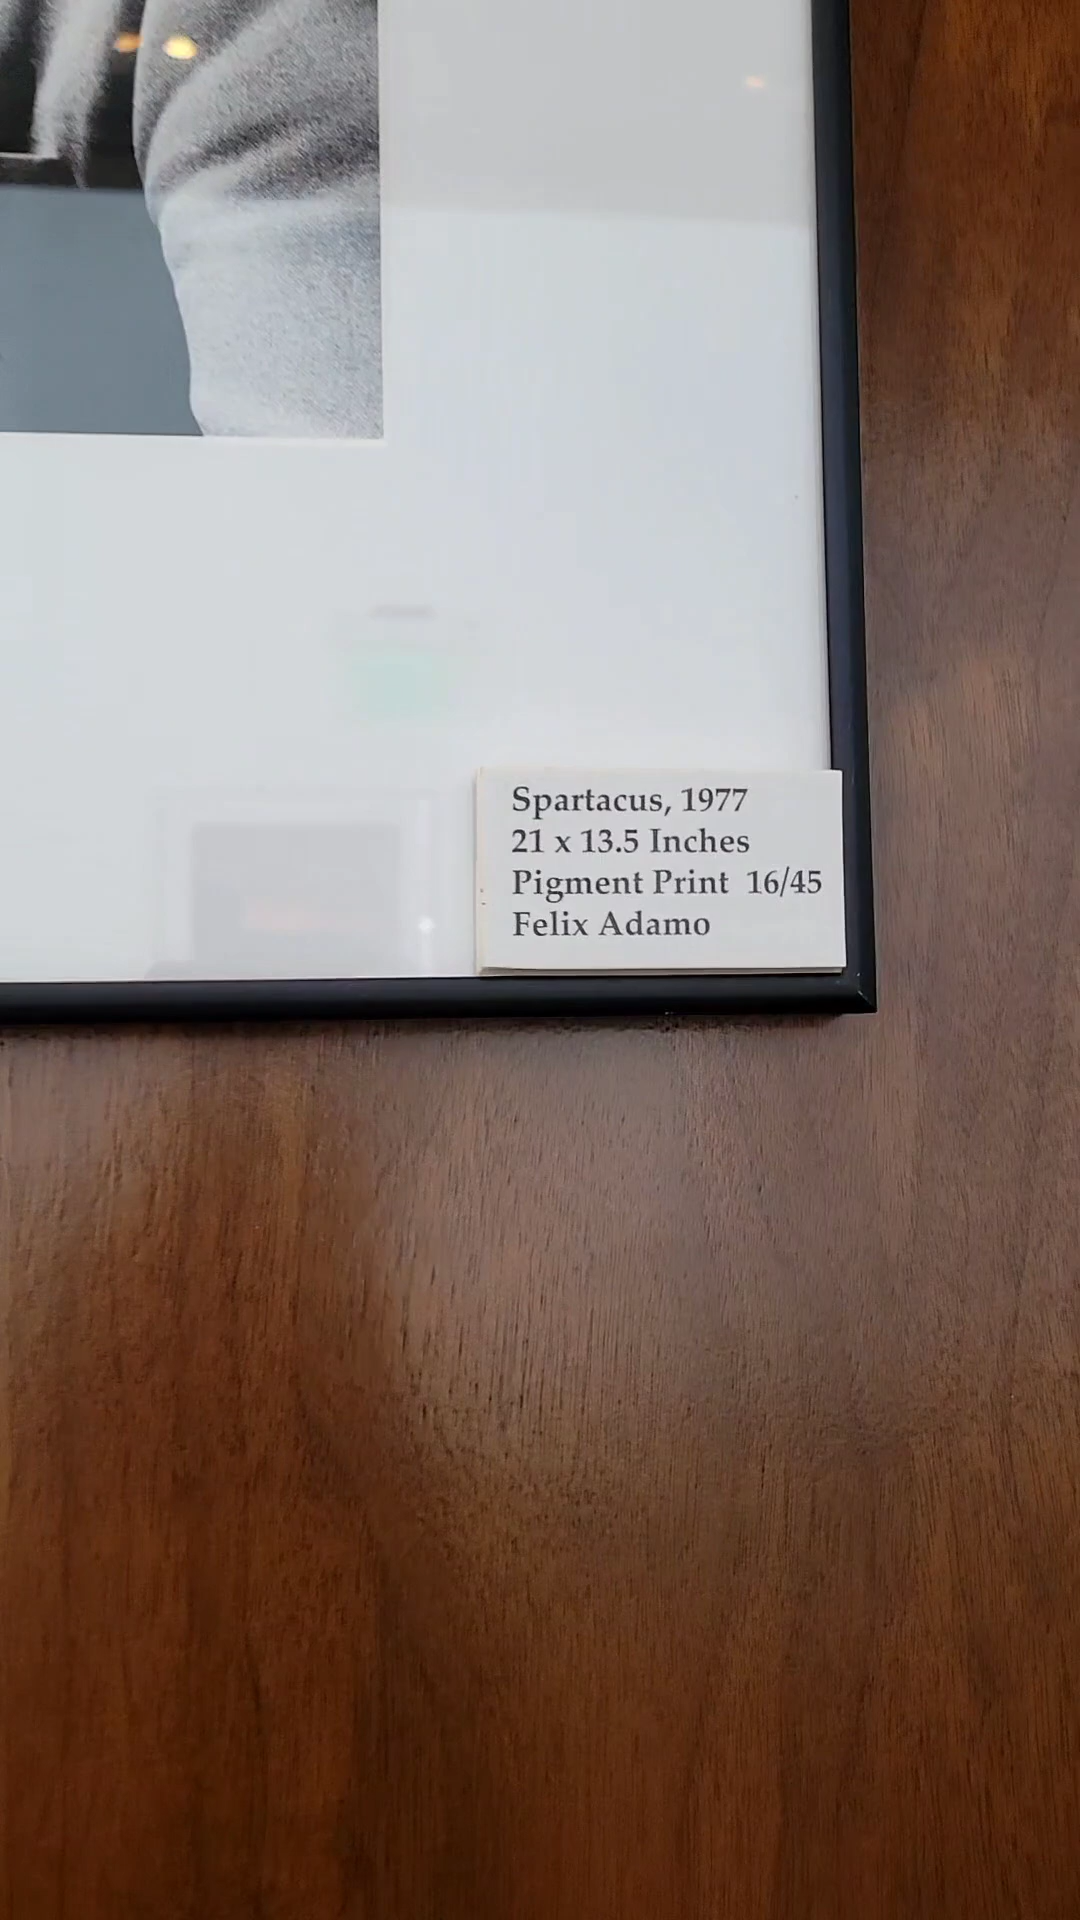 Spartacus, 1977
21 x 13.5 Inches
Pigment Print 16/45
Felix Adamo